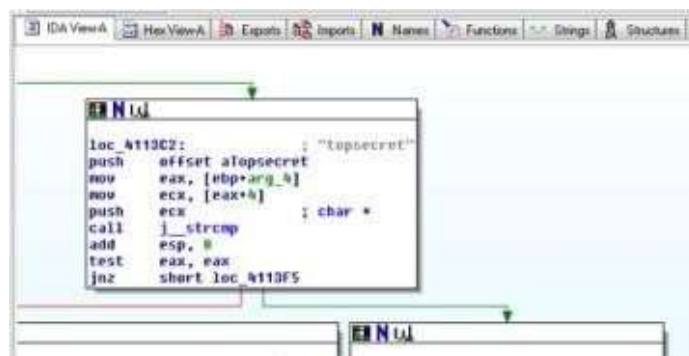 IDA View-A Hex View-A Exports Imports N Names Functions Strings Structures
N
loc_4113C2: ; "topsecret"
push offset aTopsecret
mov eax, [ebp+arg_4]
mov ecx, [eax+4]
push ecx ; char *
call j__strcmp
add esp, 8
test eax, eax
jnz short loc_4113F5
N